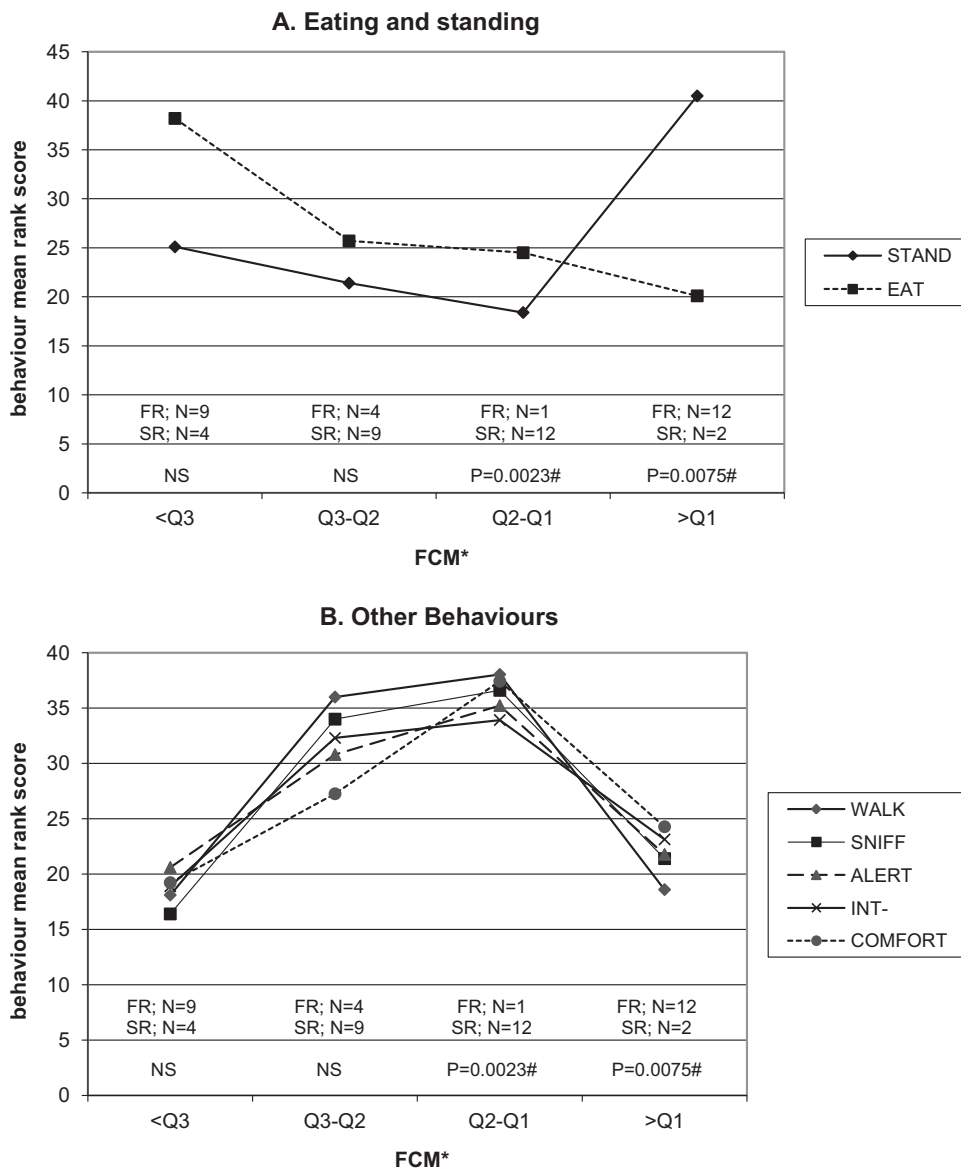 A. Eating and standing
behaviour mean rank score
45
40
35
30
25
20
15
10
5
0
FR; N=9 FR; N=4 FR; N=1 FR; N=12
SR; N=4 SR; N=9 SR; N=12 SR; N=2
NS NS P=0.0023# P=0.0075#
<Q3 Q3-Q2 Q2-Q1 >Q1
FCM*
STAND
EAT
B. Other Behaviours
behaviour mean rank score
40
35
30
25
20
15
10
5
0
FR; N=9 FR; N=4 FR; N=1 FR; N=12
SR; N=4 SR; N=9 SR; N=12 SR; N=2
NS NS P=0.0023# P=0.0075#
<Q3 Q3-Q2 Q2-Q1 >Q1
FCM*
WALK
SNIFF
ALERT
INT-
COMFORT